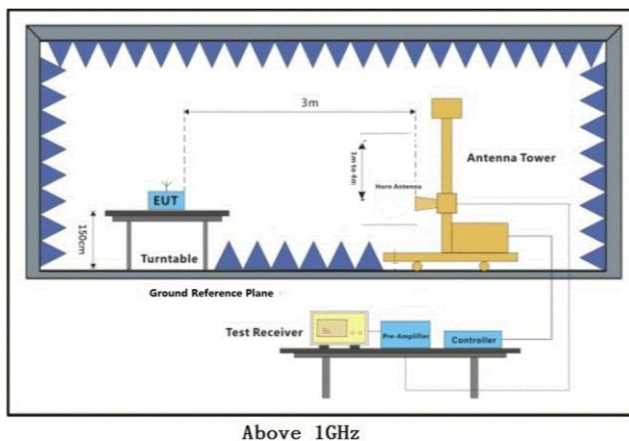 3m
Antenna Tower
1m to 4m
Horn Antenna
EUT
150cm
Turntable
Ground Reference Plane
Test Receiver
Pre-Amplifier
Controller
Above 1GHz